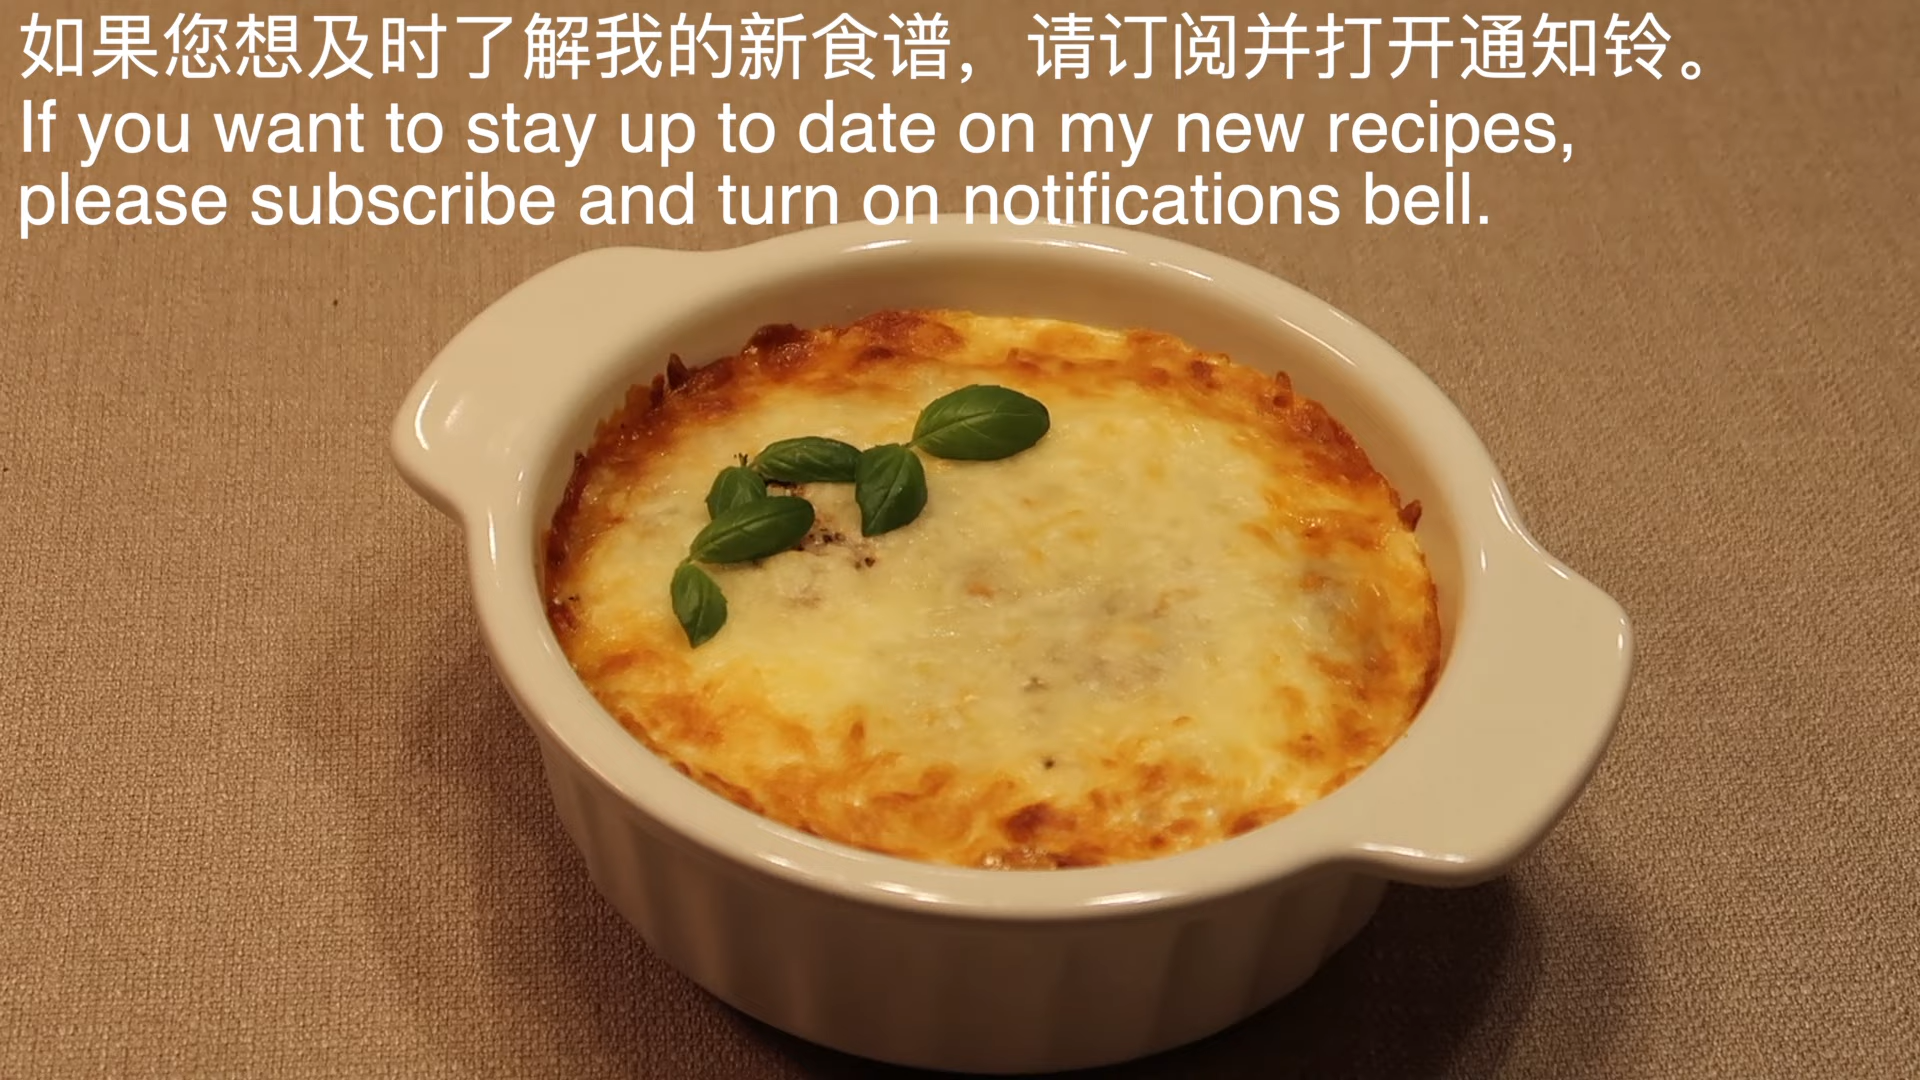 如果您想及时了解我的新食谱，请订阅并打开通知铃。
If you want to stay up to date on my new recipes,
please subscribe and turn on notifications bell.